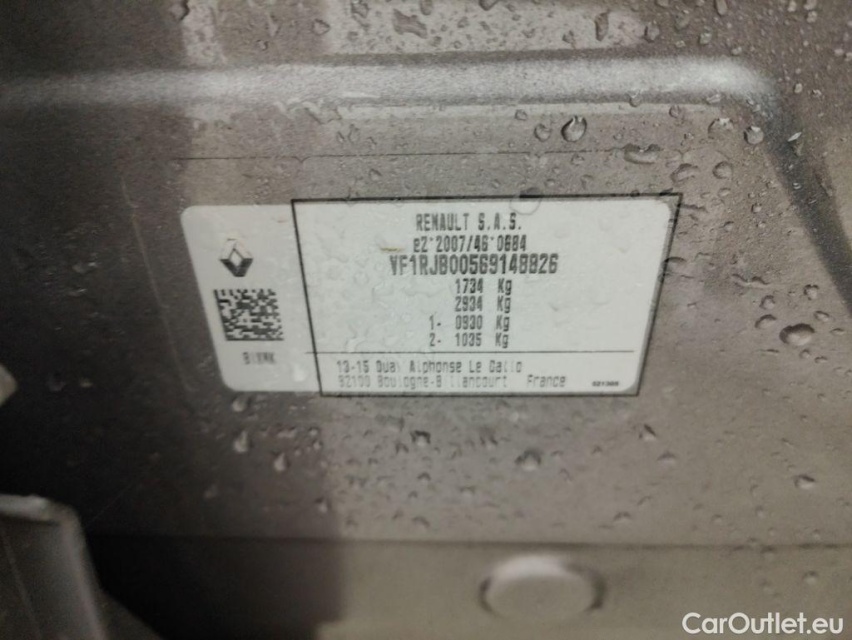 RENAULT S.A.S.
e2*2007/46*0684
VF1RJB00569148826
1734 Kg
2934 Kg
1- 0930 Kg
2- 1035 Kg
13-15 Quai Alphonse Le Gallo
92100 Boulogne-Billancourt France
CarOutlet.eu